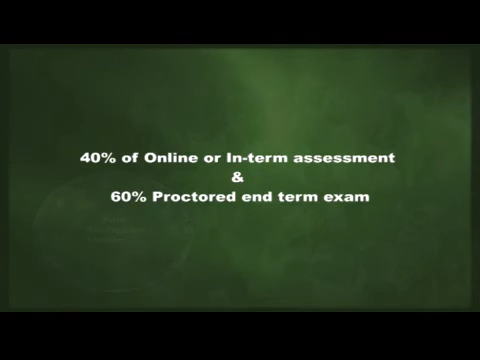 40% of Online or In-term assessment
&
60% Proctored end term exam